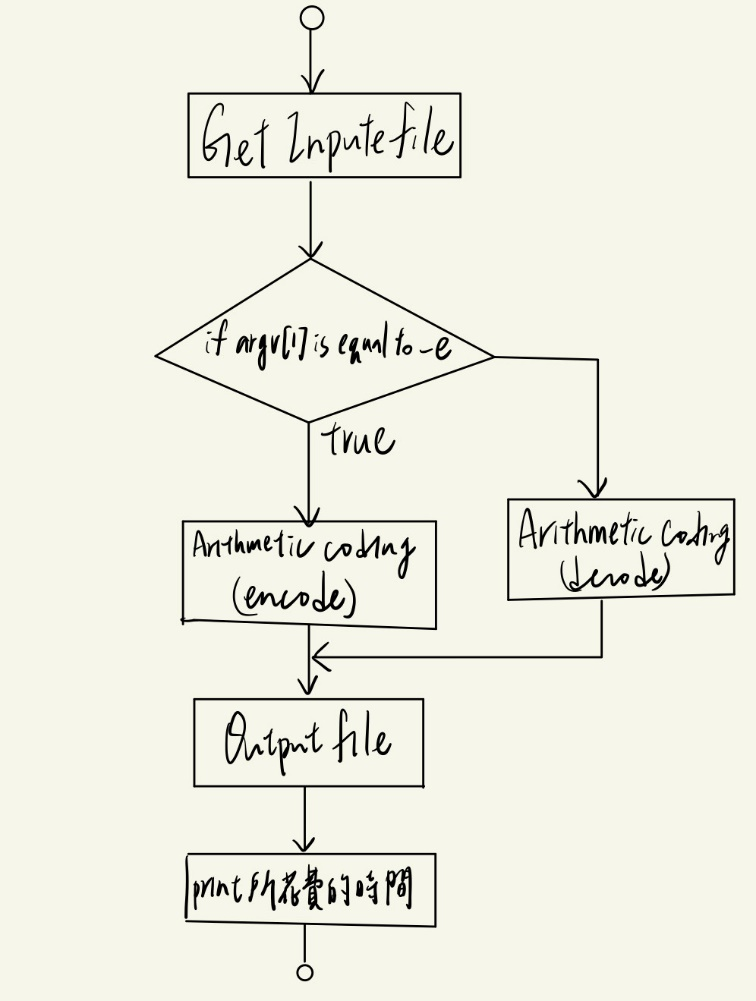 Get Inputefile
if argv[1] is equal to -e
true
Arithmetic coding
(encode)
Arithmetic coding
(decode)
Output file
print所花費的時間